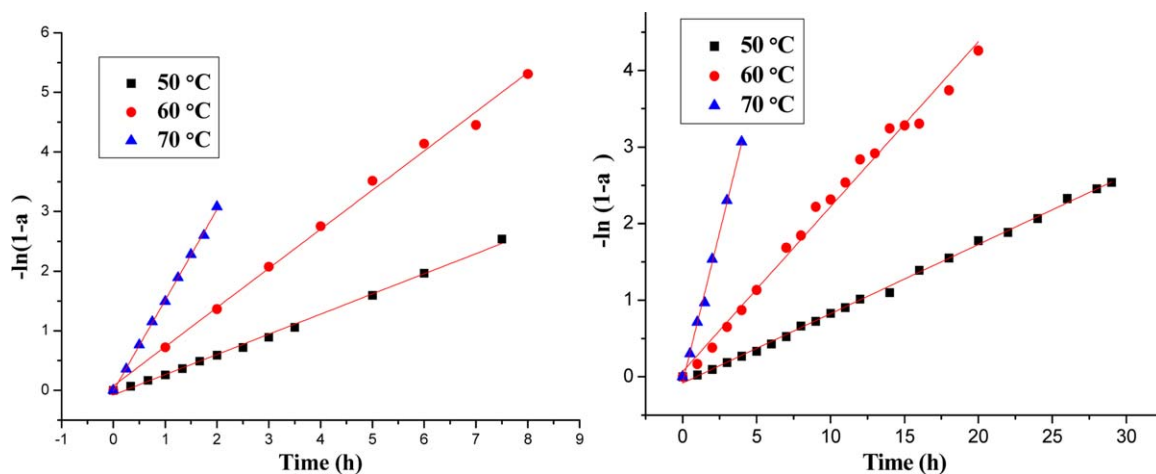 6
5
4
3
2
1
0
-1 0 1 2 3 4 5 6 7 8 9
-ln(1-a )
Time (h)
50 °C
60 °C
70 °C
4
3
2
1
0
0 5 10 15 20 25 30
-ln (1-a )
Time (h)
50 °C
60 °C
70 °C